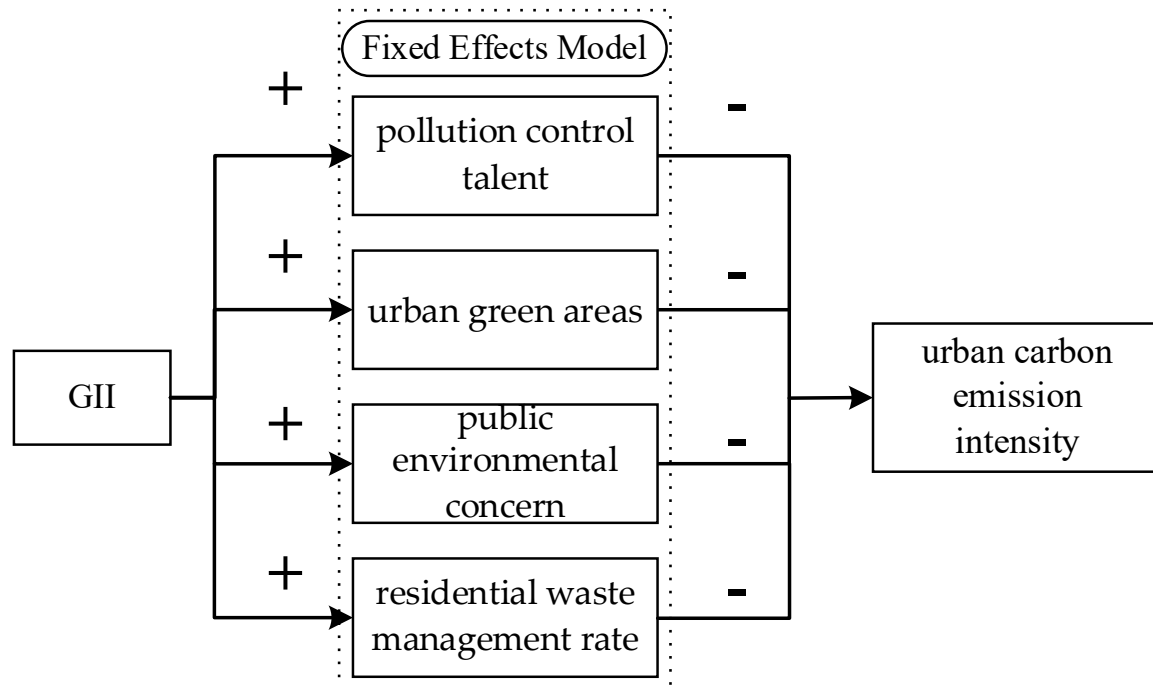 Fixed Effects Model
+
-
pollution control
talent
+
-
urban green areas
GII
urban carbon
emission
intensity
+
-
public
environmental
concern
+
-
residential waste
management rate